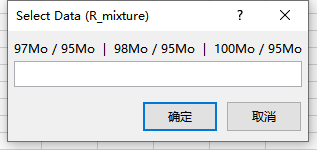 Select Data (R_mixture) ? ×
97Mo / 95Mo | 98Mo / 95Mo | 100Mo / 95Mo
确定 取消